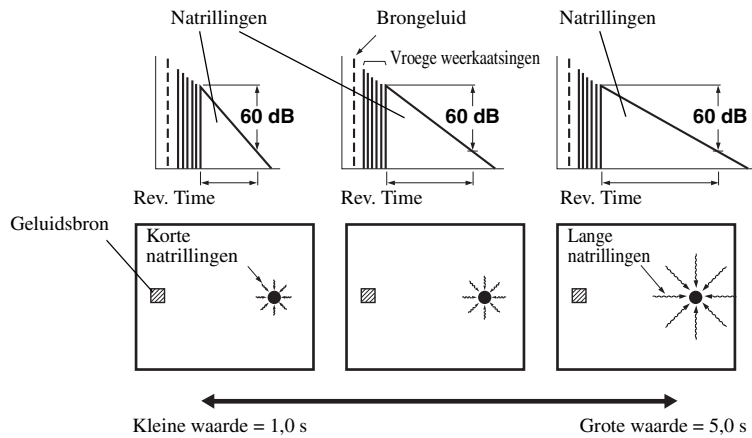 Natrillingen
Brongeluid
Natrillingen
Vroege weerkaatsingen
60 dB
60 dB
60 dB
Rev. Time
Rev. Time
Rev. Time
Geluidsbron
Korte
natrillingen
Lange
natrillingen
Kleine waarde = 1,0 s
Grote waarde = 5,0 s